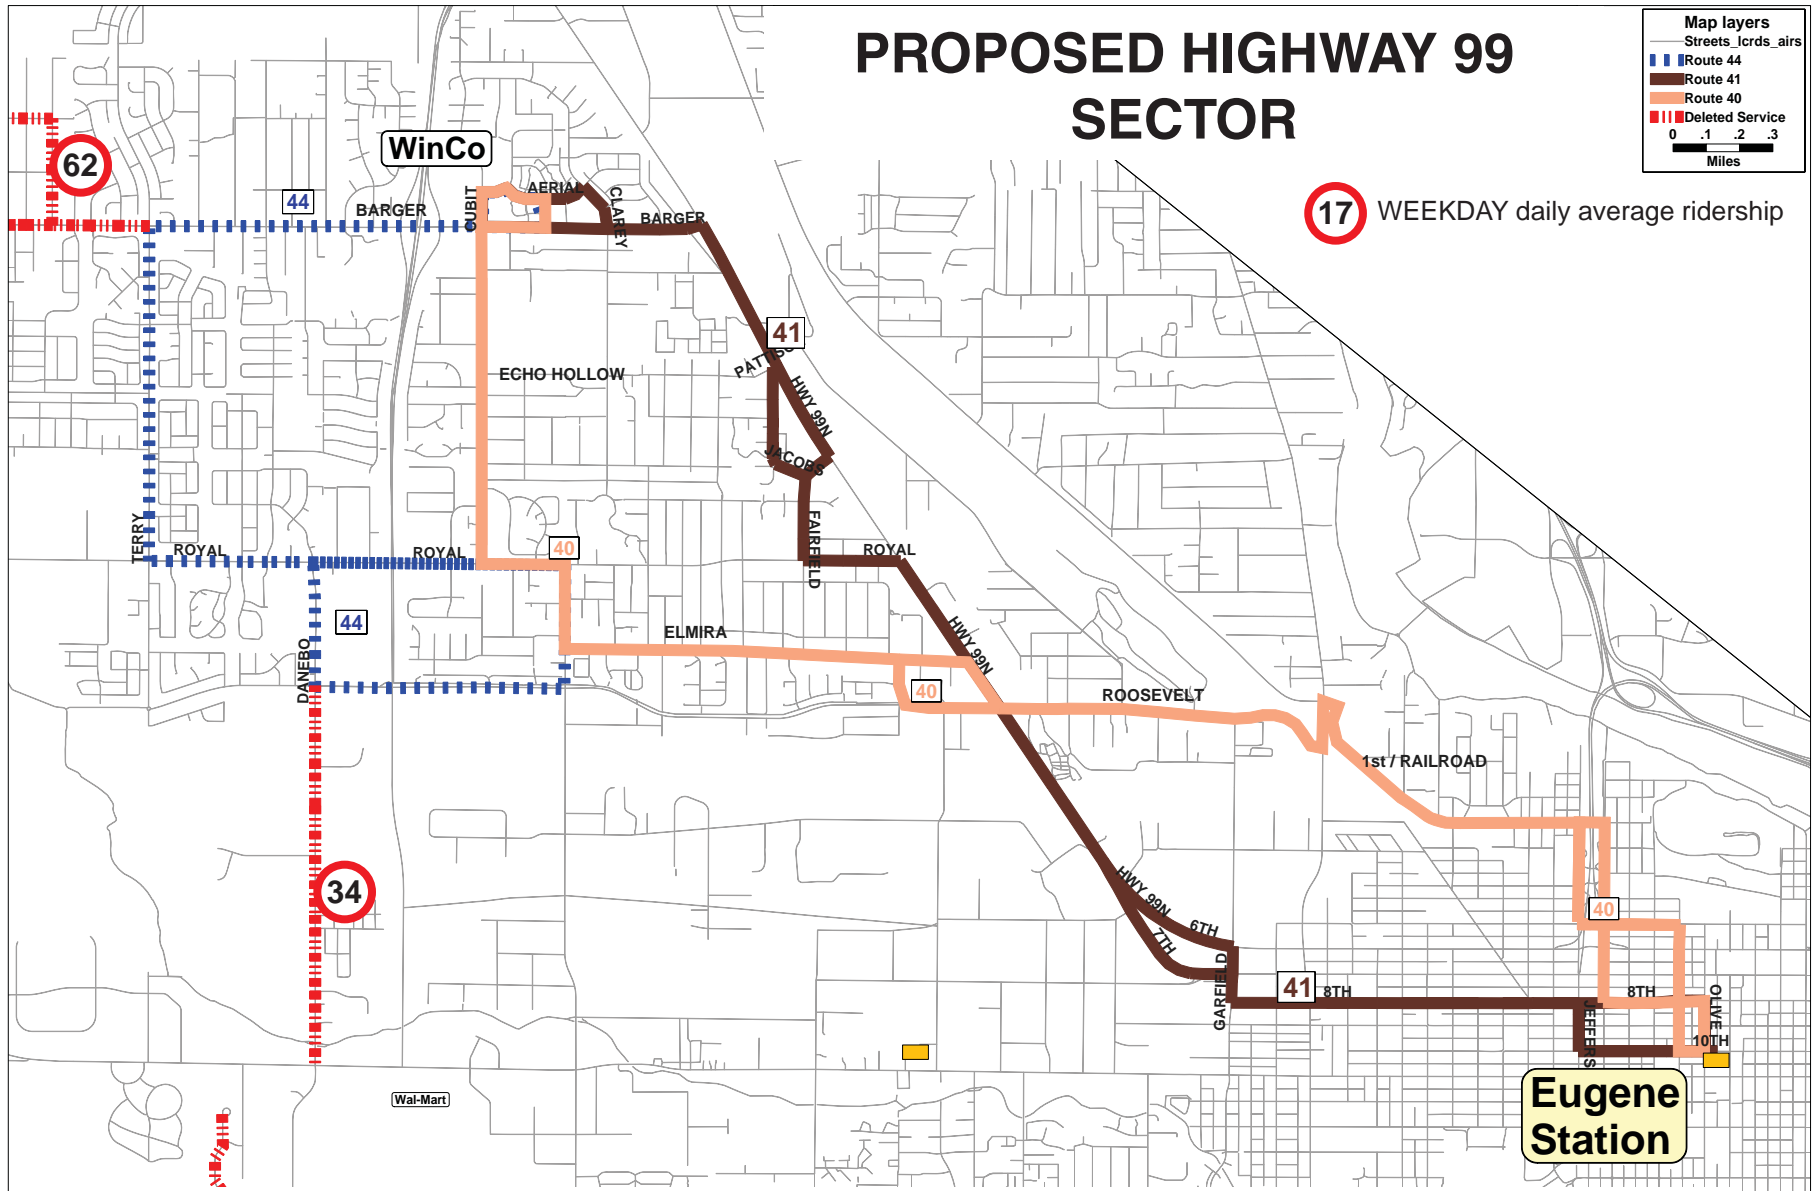 PROPOSED HIGHWAY 99
SECTOR
Map layers
Streets_lcrds_airs
Route 44
Route 41
Route 40
Deleted Service
0 .1 .2 .3
Miles
17 WEEKDAY daily average ridership
62
WinCo
44
BARGER
CUBIT
AERIAL
CLAREY
BARGER
41
ECHO HOLLOW
HWY 99N
JACOBS
FAIRFIELD
TERRY
ROYAL
ROYAL
40
ROYAL
44
DANEBO
ELMIRA
HWY 99N
40
ROOSEVELT
1st / RAILROAD
34
HWY 99N
6TH
7TH
GARFIELD
41
8TH
40
8TH
JEFFERS
OLIVE
10TH
Wal-Mart
Eugene
Station